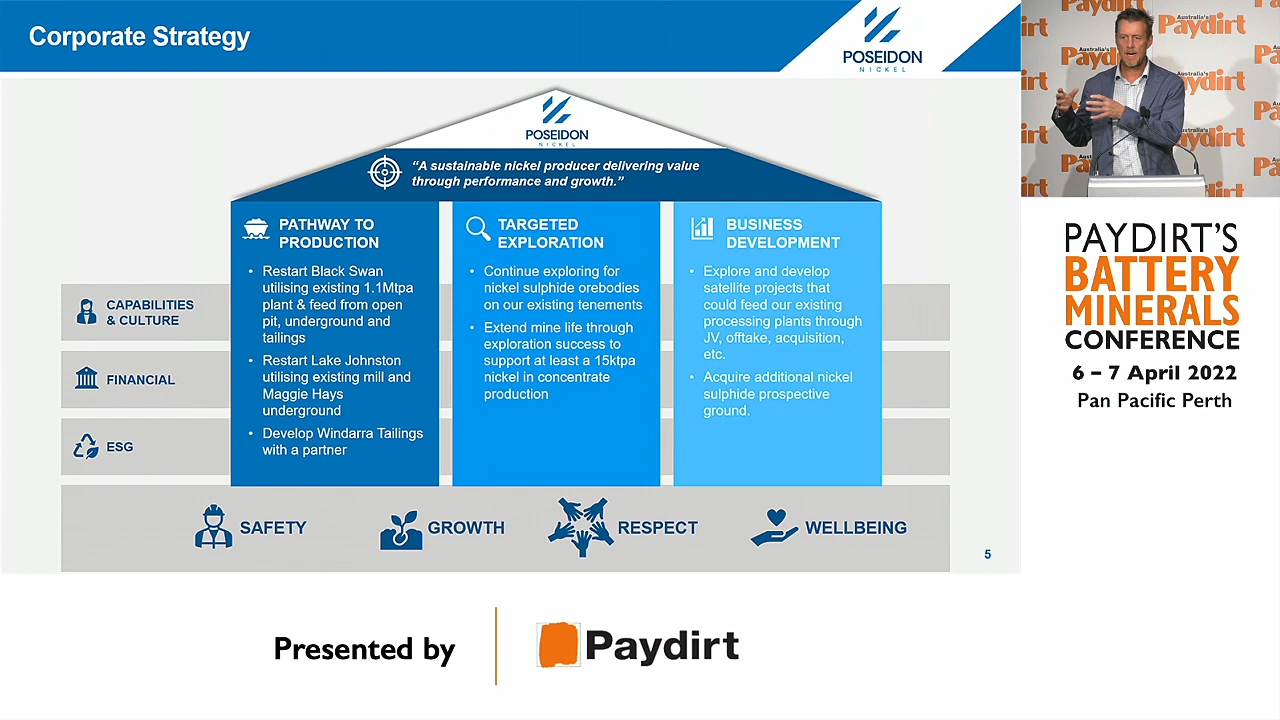 Corporate Strategy
POSEIDON
NICKEL
POSEIDON
NICKEL
“A sustainable nickel producer delivering value
through performance and growth.”
PATHWAY TO
PRODUCTION
• Restart Black Swan
utilising existing 1.1Mtpa
plant & feed from open
pit, underground and
tailings
• Restart Lake Johnston
utilising existing mill and
Maggie Hays
underground
• Develop Windarra Tailings
with a partner
TARGETED
EXPLORATION
• Continue exploring for
nickel sulphide orebodies
on our existing tenements
• Extend mine life through
exploration success to
support at least a 15ktpa
nickel in concentrate
production
BUSINESS
DEVELOPMENT
• Explore and develop
satellite projects that
could feed our existing
processing plants through
JV, offtake, acquisition,
etc.
• Acquire additional nickel
sulphide prospective
ground.
CAPABILITIES
& CULTURE
FINANCIAL
ESG
SAFETY
GROWTH
RESPECT
WELLBEING
5
Australia's
Paydirt
PAYDIRT’S
BATTERY
MINERALS
CONFERENCE
6 – 7 April 2022
Pan Pacific Perth
Presented by
Paydirt